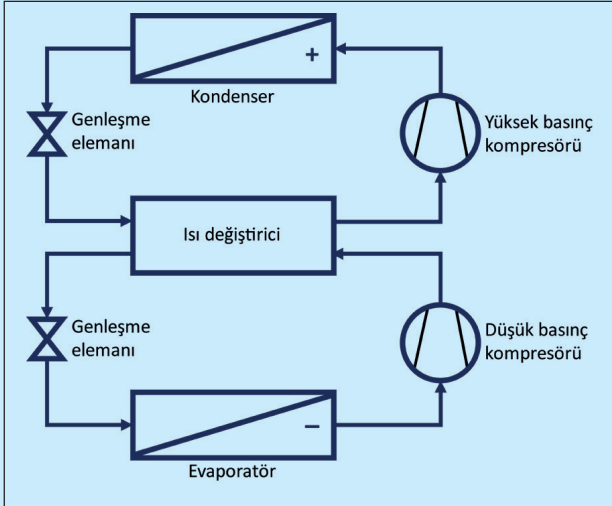 +
Kondenser
Genleşme
elemanı
Yüksek basınç
kompresörü
Isı değiştirici
Genleşme
elemanı
Düşük basınç
kompresörü
−
Evaporatör